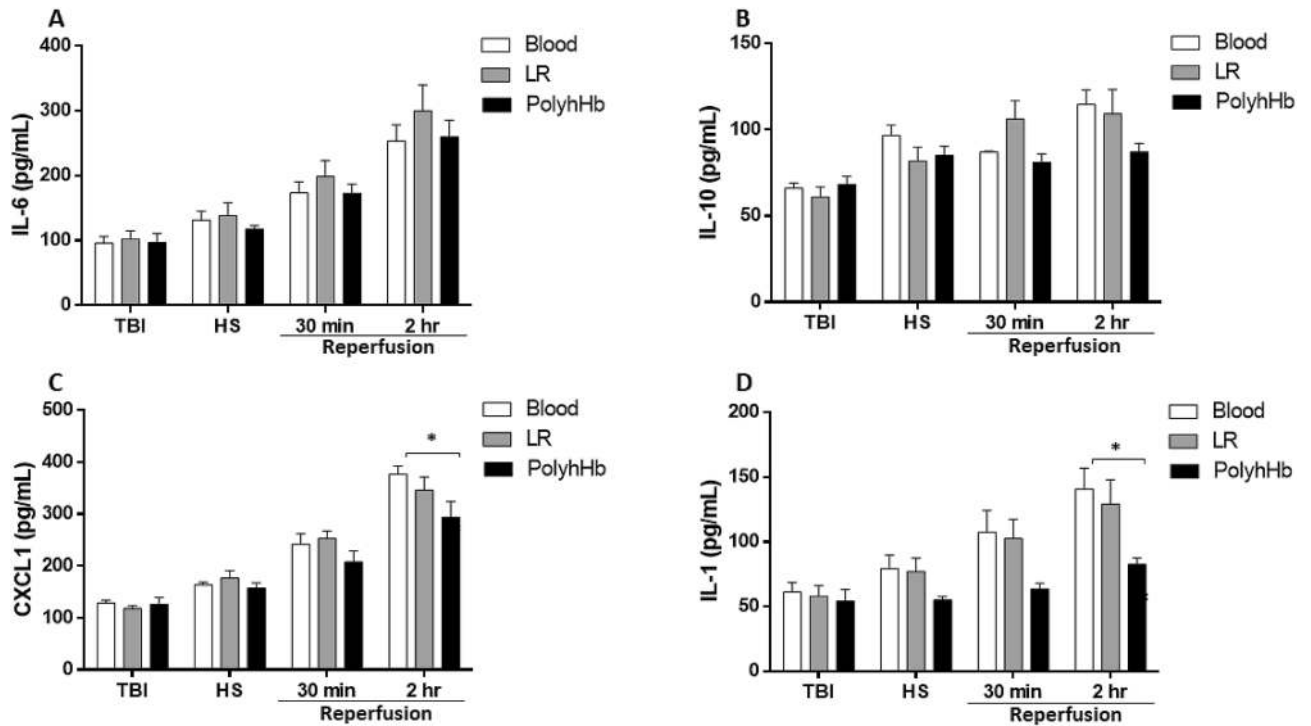 A
IL-6 (pg/mL)
400
300
200
100
0
Blood
LR
PolyhHb
TBI HS 30 min 2 hr
Reperfusion
B
IL-10 (pg/mL)
150
100
50
0
Blood
LR
PolyhHb
TBI HS 30 min 2 hr
Reperfusion
C
CXCL1 (pg/mL)
500
400
300
200
100
0
*
Blood
LR
PolyhHb
TBI HS 30 min 2 hr
Reperfusion
D
IL-1 (pg/mL)
200
150
100
50
0
*
Blood
LR
PolyhHb
TBI HS 30 min 2 hr
Reperfusion